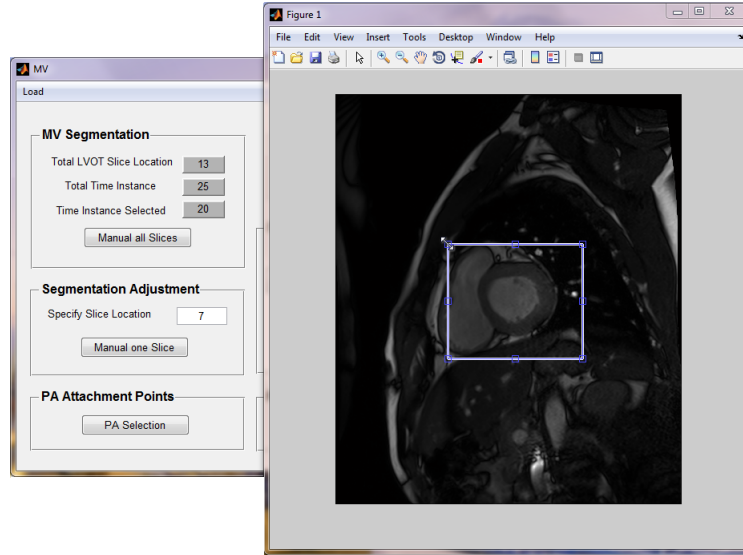 MV
Load
MV Segmentation
Total LVOT Slice Location 13
Total Time Instance 25
Time Instance Selected 20
Manual all Slices
Segmentation Adjustment
Specify Slice Location 7
Manual one Slice
PA Attachment Points
PA Selection
Figure 1
File Edit View Insert Tools Desktop Window Help